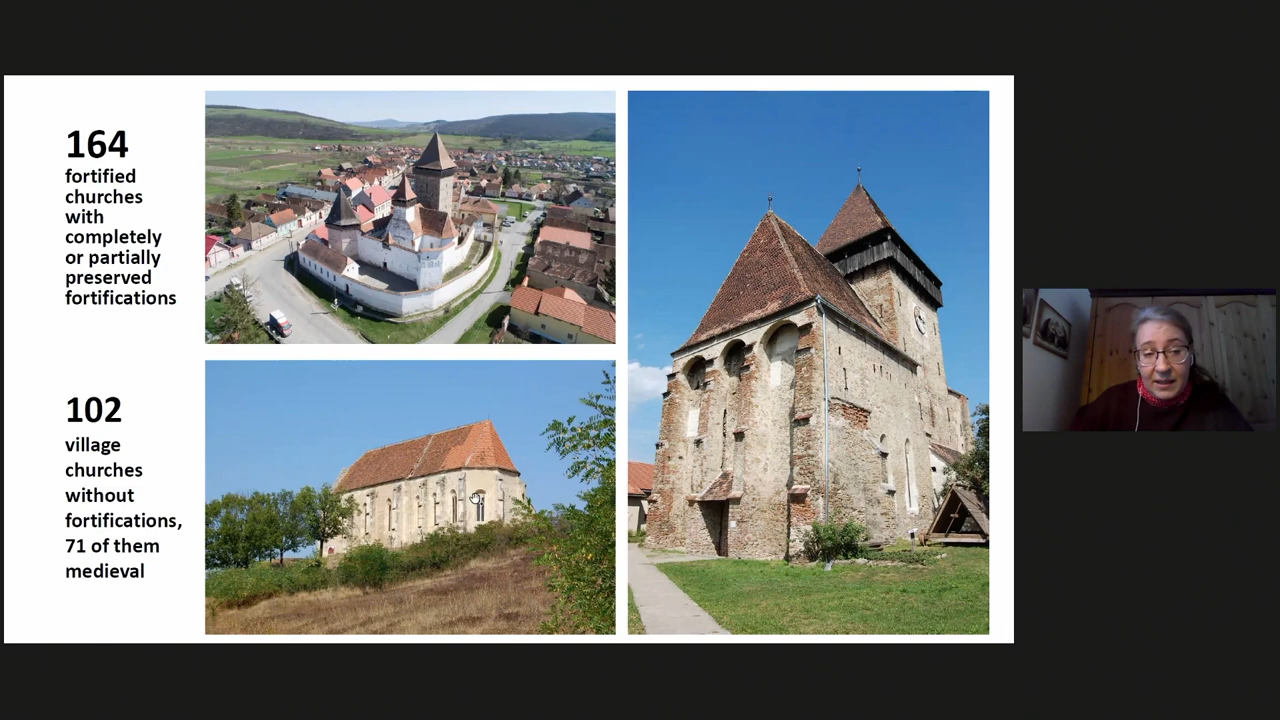 164
fortified
churches
with
completely
or partially
preserved
fortifications
102
village
churches
without
fortifications,
71 of them
medieval